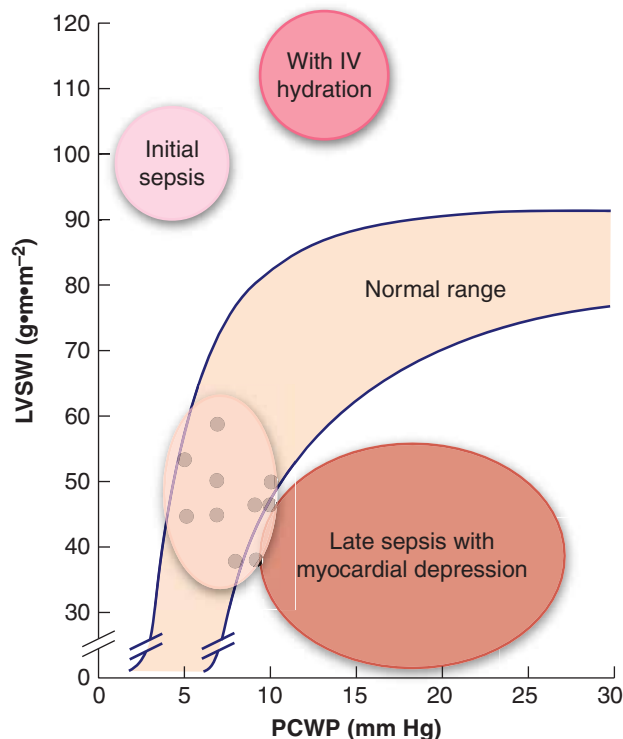 120
110
100
90
80
70
60
50
40
30
0
LVSWI (g•m•m–2)
With IV
hydration
Initial
sepsis
Normal range
Late sepsis with
myocardial depression
0 5 10 15 20 25 30
PCWP (mm Hg)